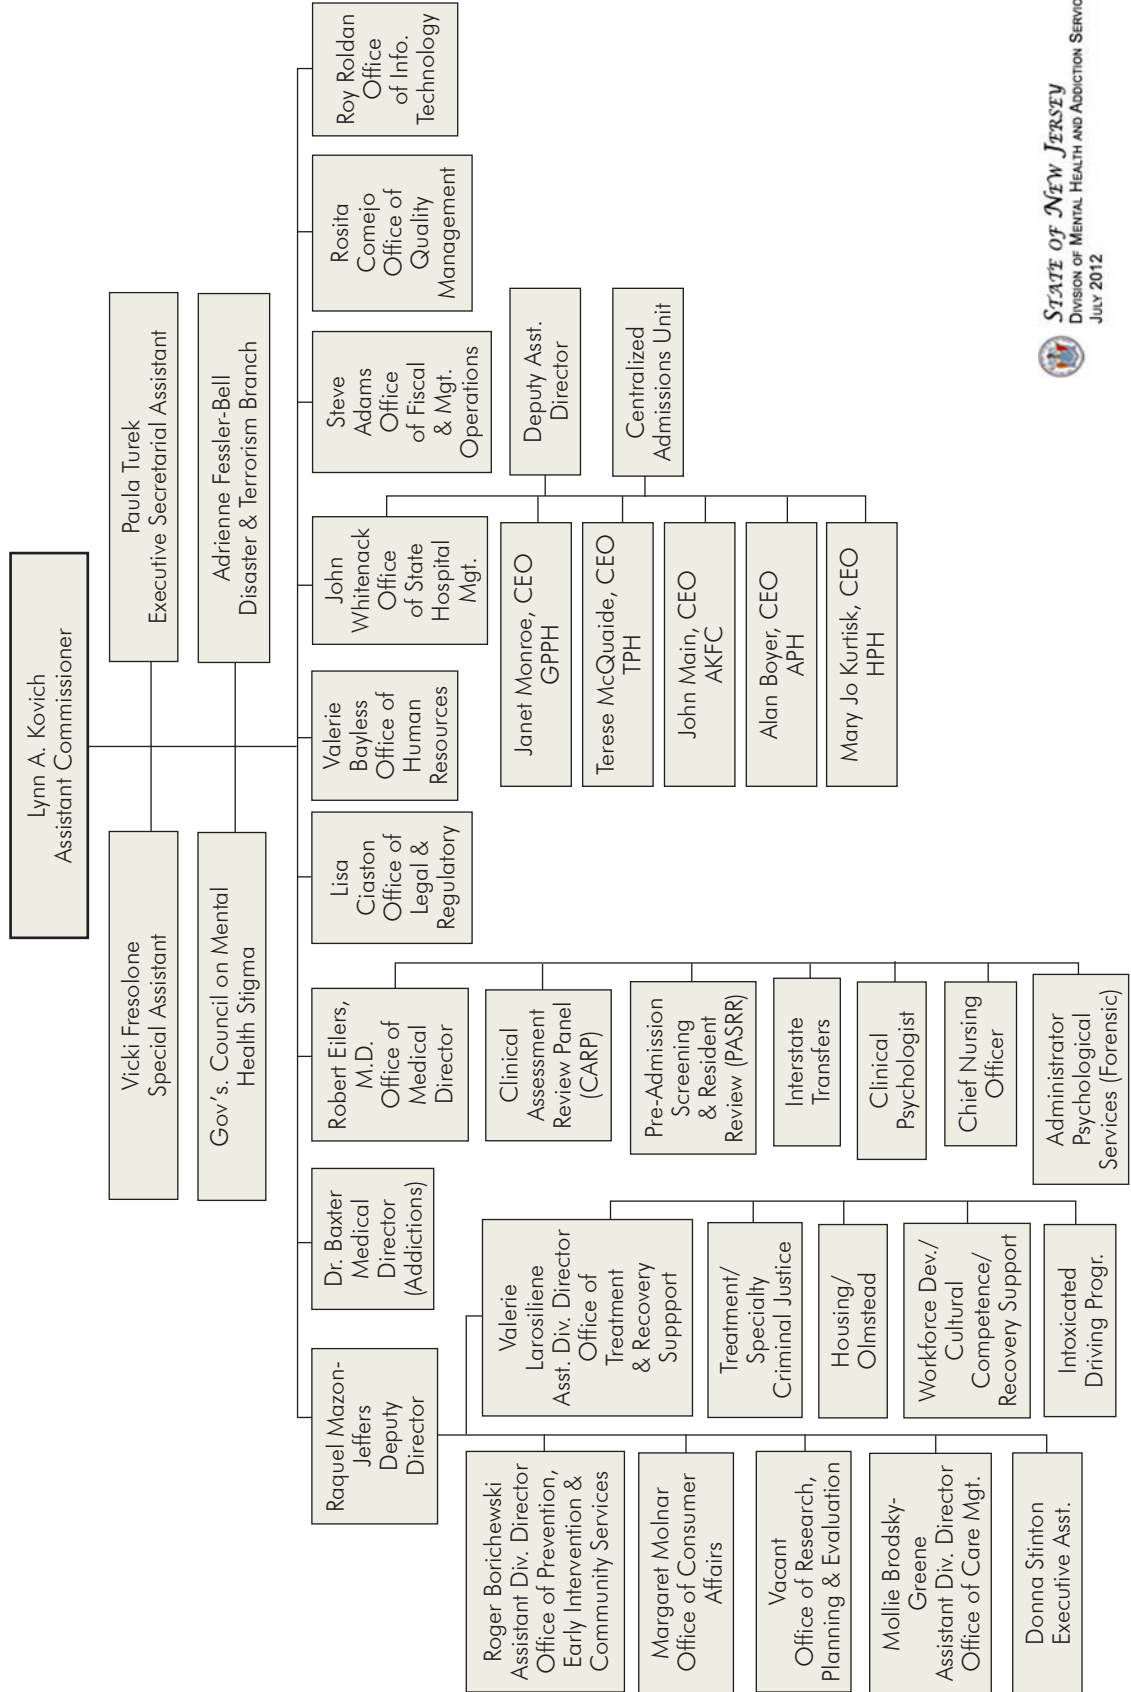 Lynn A. Kovich
Assistant Commissioner
Vicki Fresolone
Special Assistant
Paula Turek
Executive Secretarial Assistant
Gov's. Council on Mental
Health Stigma
Adrienne Fessler-Bell
Disaster & Terrorism Branch
Raquel Mazon-
Jeffers
Deputy
Director
Dr. Baxter
Medical
Director
(Addictions)
Robert Eilers,
M.D.
Office of
Medical
Director
Lisa
Ciaston
Office of
Legal &
Regulatory
Valerie
Bayless
Office of
Human
Resources
John
Whitenack
Office
of State
Hospital
Mgt.
Steve
Adams
Office
of Fiscal
& Mgt.
Operations
Rosita
Comejo
Office of
Quality
Management
Roy Roldan
Office
of Info.
Technology
Roger Borichewski
Assistant Div. Director
Office of Prevention,
Early Intervention &
Community Services
Margaret Molnar
Office of Consumer
Affairs
Vacant
Office of Research,
Planning & Evaluation
Mollie Brodsky-
Greene
Assistant Div. Director
Office of Care Mgt.
Donna Stinton
Executive Asst.
Valerie
Larosiliene
Asst. Div. Director
Office of
Treatment
& Recovery
Suppport
Treatment/
Specialty
Criminal Justice
Housing/
Olmstead
Workforce Dev./
Cultural
Competence/
Recovery Support
Intoxicated
Driving Progr.
Clinical
Assessment
Review Panel
(CARP)
Pre-Admission
Screening
& Resident
Review (PASRR)
Interstate
Transfers
Clinical
Psychologist
Chief Nursing
Officer
Administrator
Psychological
Services (Forensic)
Janet Monroe, CEO
GPPH
Terese McQuaide, CEO
TPH
John Main, CEO
AKFC
Alan Boyer, CEO
APH
Mary Jo Kurtisk, CEO
HPH
Deputy Asst.
Director
Centralized
Admissions Unit
STATE OF NEW JERSEY
DIVISION OF MENTAL HEALTH AND ADDICTION SERVIC
JULY 2012